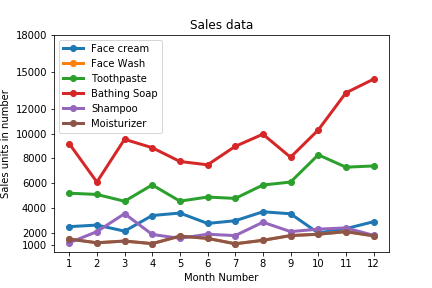 Sales data
Sales units in number
18000
15000
12000
10000
8000
6000
4000
2000
1000
Face cream
Face Wash
Toothpaste
Bathing Soap
Shampoo
Moisturizer
1 2 3 4 5 6 7 8 9 10 11 12
Month Number